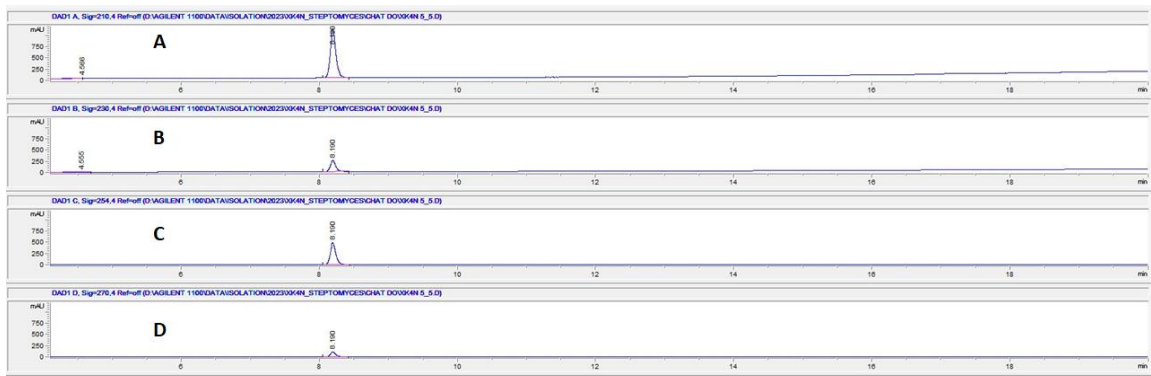 DAD1 A, Sig=210,4 Ref=off (D:\AGILENT 1100\DATA\ISOLATION\2023\XK4N_STEPTOMYCES\CHAT DO\XK4N 5_5.D)
mAU
A
750
500
250
0
4.566
8.190
6 8 10 12 14 16 18 min
DAD1 B, Sig=230,4 Ref=off (D:\AGILENT 1100\DATA\ISOLATION\2023\XK4N_STEPTOMYCES\CHAT DO\XK4N 5_5.D)
mAU
B
750
500
250
0
4.555
8.190
6 8 10 12 14 16 18 min
DAD1 C, Sig=254,4 Ref=off (D:\AGILENT 1100\DATA\ISOLATION\2023\XK4N_STEPTOMYCES\CHAT DO\XK4N 5_5.D)
mAU
C
750
500
250
0
8.190
6 8 10 12 14 16 18 min
DAD1 D, Sig=270,4 Ref=off (D:\AGILENT 1100\DATA\ISOLATION\2023\XK4N_STEPTOMYCES\CHAT DO\XK4N 5_5.D)
mAU
D
750
500
250
0
8.190
6 8 10 12 14 16 18 min